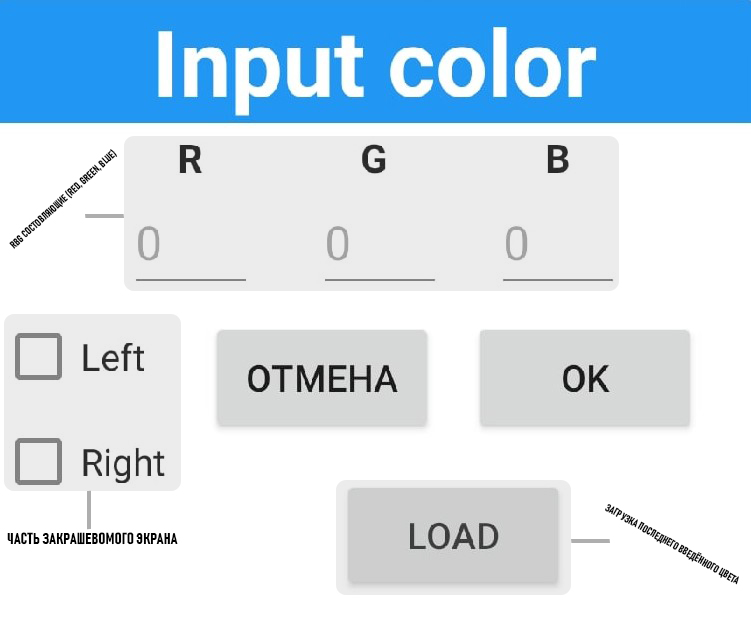 Input color
RBG СОСТОВЛЯЮЩИЕ (RED, GREEN, BLUE)
R G B
0 0 0
Left
ОТМЕНА OK
Right
ЧАСТЬ ЗАКРАШЕВОМОГО ЭКРАНА
LOAD
ЗАГРУЗКА ПОСЛЕДНЕГО ВВЕДЁННОГО ЦВЕТА